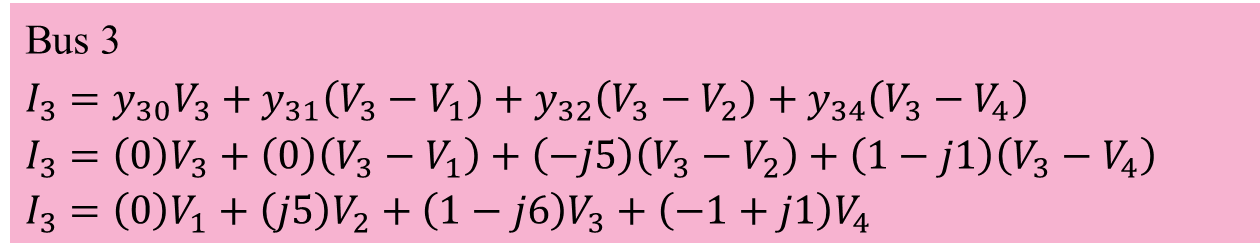 Bus 3
I₃ = y₃₀V₃ + y₃₁(V₃ − V₁) + y₃₂(V₃ − V₂) + y₃₄(V₃ − V₄)
I₃ = (0)V₃ + (0)(V₃ − V₁) + (−j5)(V₃ − V₂) + (1 − j1)(V₃ − V₄)
I₃ = (0)V₁ + (j5)V₂ + (1 − j6)V₃ + (−1 + j1)V₄